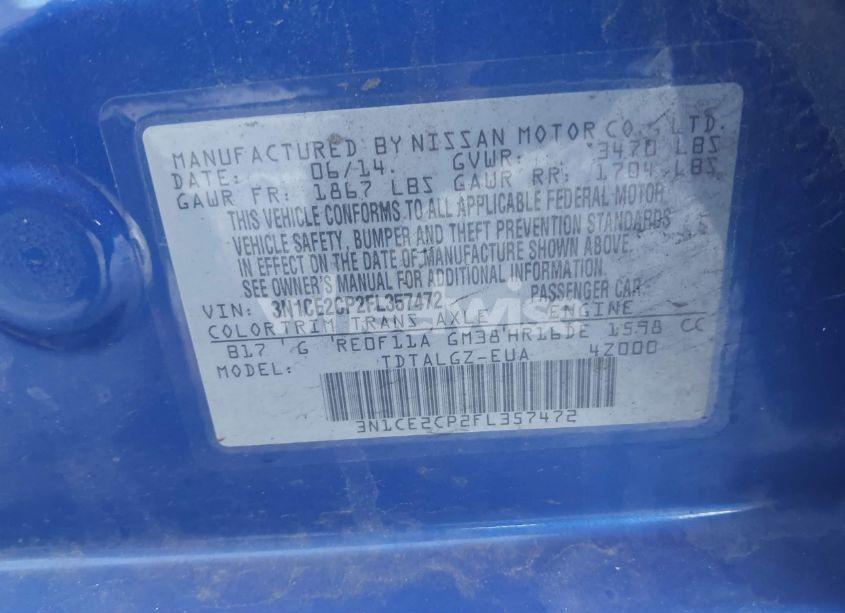 MANUFACTURED BY NISSAN MOTOR CO., LTD.
DATE: 06/14. GVWR: 3470 LBS
GAWR FR: 1867 LBS GAWR RR: 1704 LBS
THIS VEHICLE CONFORMS TO ALL APPLICABLE FEDERAL MOTOR
VEHICLE SAFETY, BUMPER AND THEFT PREVENTION STANDARDS
IN EFFECT ON THE DATE OF MANUFACTURE SHOWN ABOVE.
SEE OWNER'S MANUAL FOR ADDITIONAL INFORMATION.
VIN: 3N1CE2CP2FL357472 PASSENGER CAR
COLOR TRIM TRANS AXLE ENGINE
B17 G RE0F11A GM38 HR16DE 1598 CC
MODEL: TDTALGZ-EUA 4Z000
3N1CE2CP2FL357472